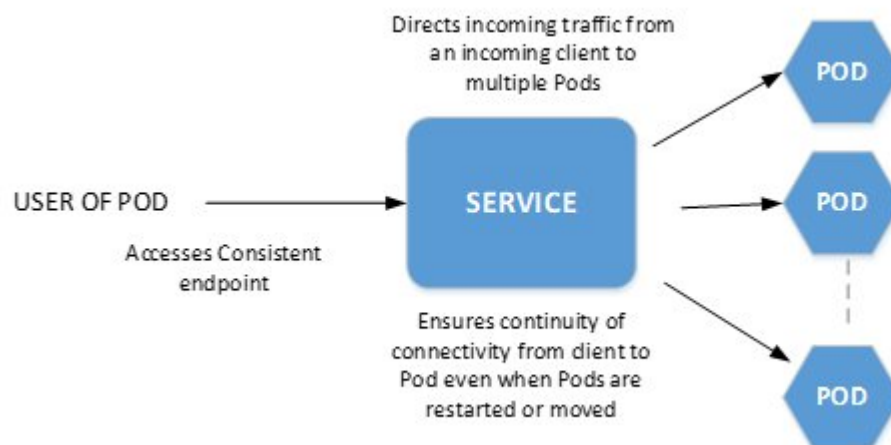 Directs incoming traffic from
an incoming client to
multiple Pods
POD
USER OF POD
SERVICE
POD
Accesses Consistent
endpoint
Ensures continuity of
connectivity from client to
Pod even when Pods are
restarted or moved
POD